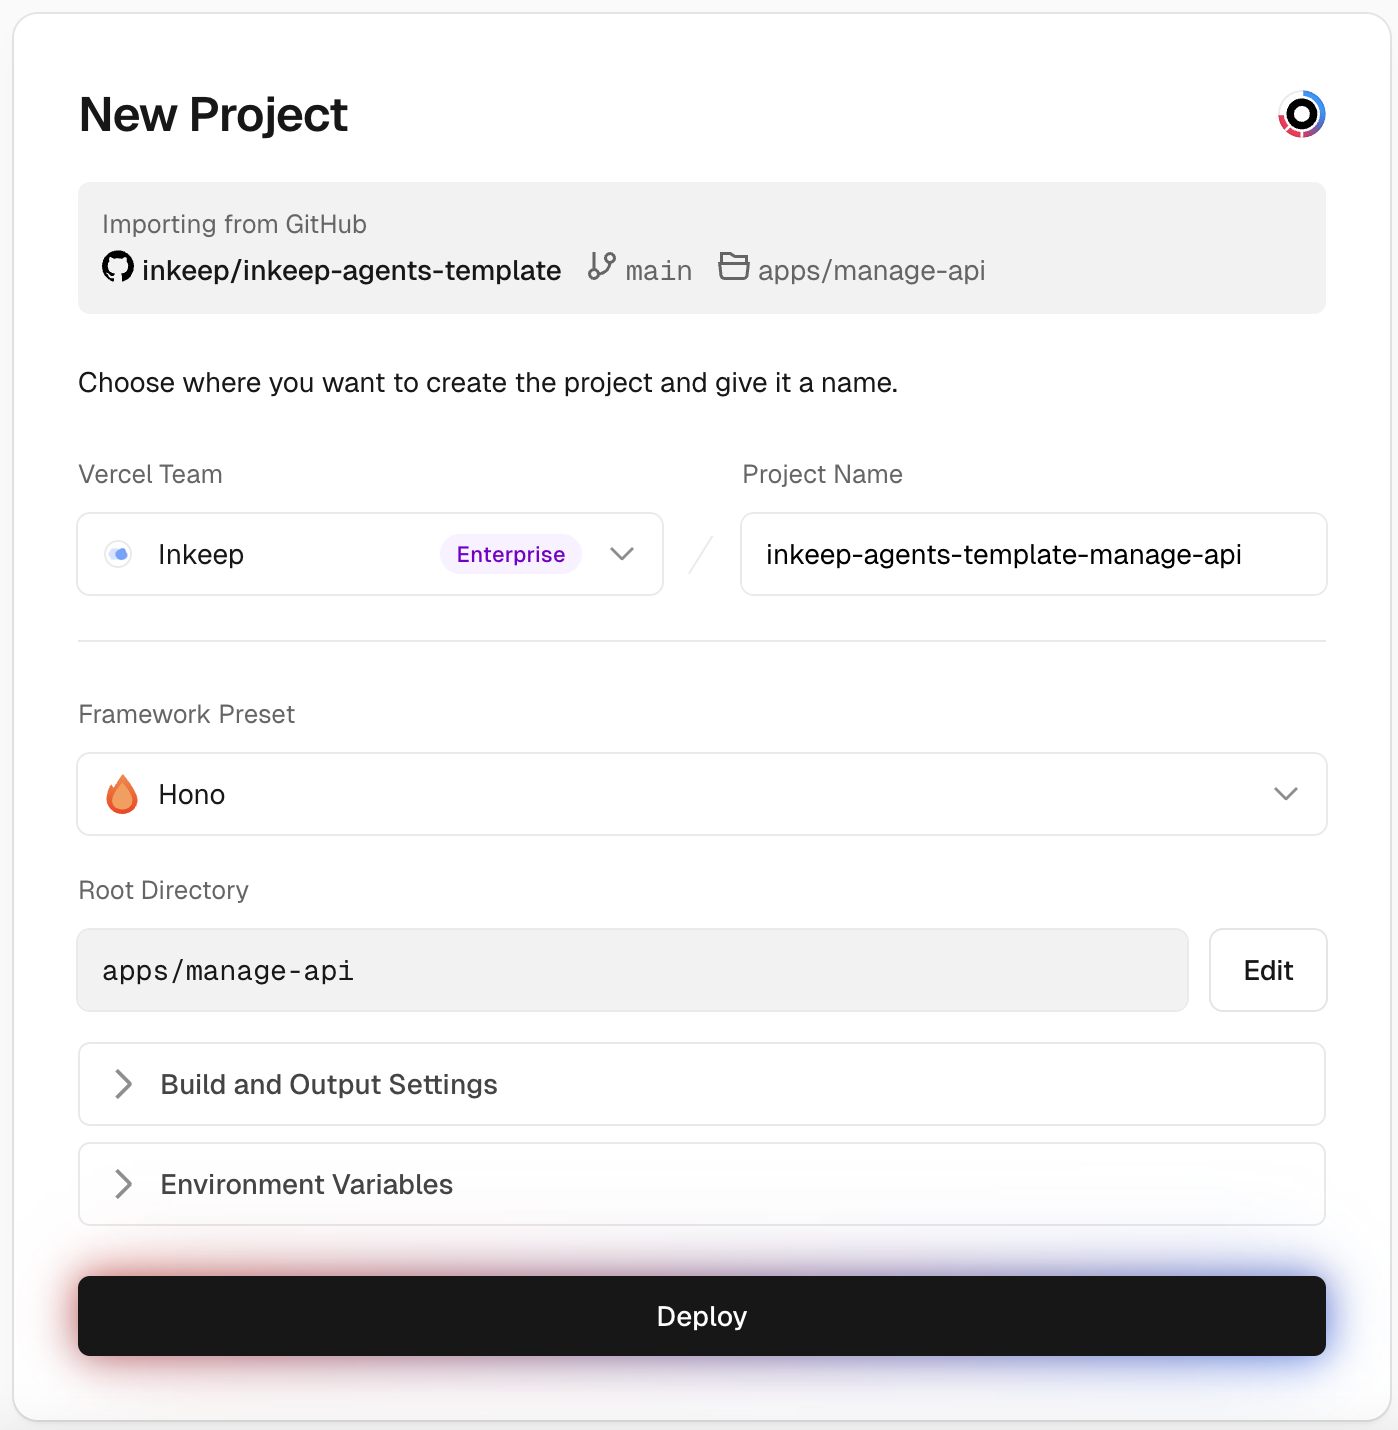 New Project
Importing from GitHub
inkeep/inkeep-agents-template main apps/manage-api
Choose where you want to create the project and give it a name.
Vercel Team
Project Name
Inkeep Enterprise
inkeep-agents-template-manage-api
Framework Preset
Hono
Root Directory
apps/manage-api
Edit
Build and Output Settings
Environment Variables
Deploy